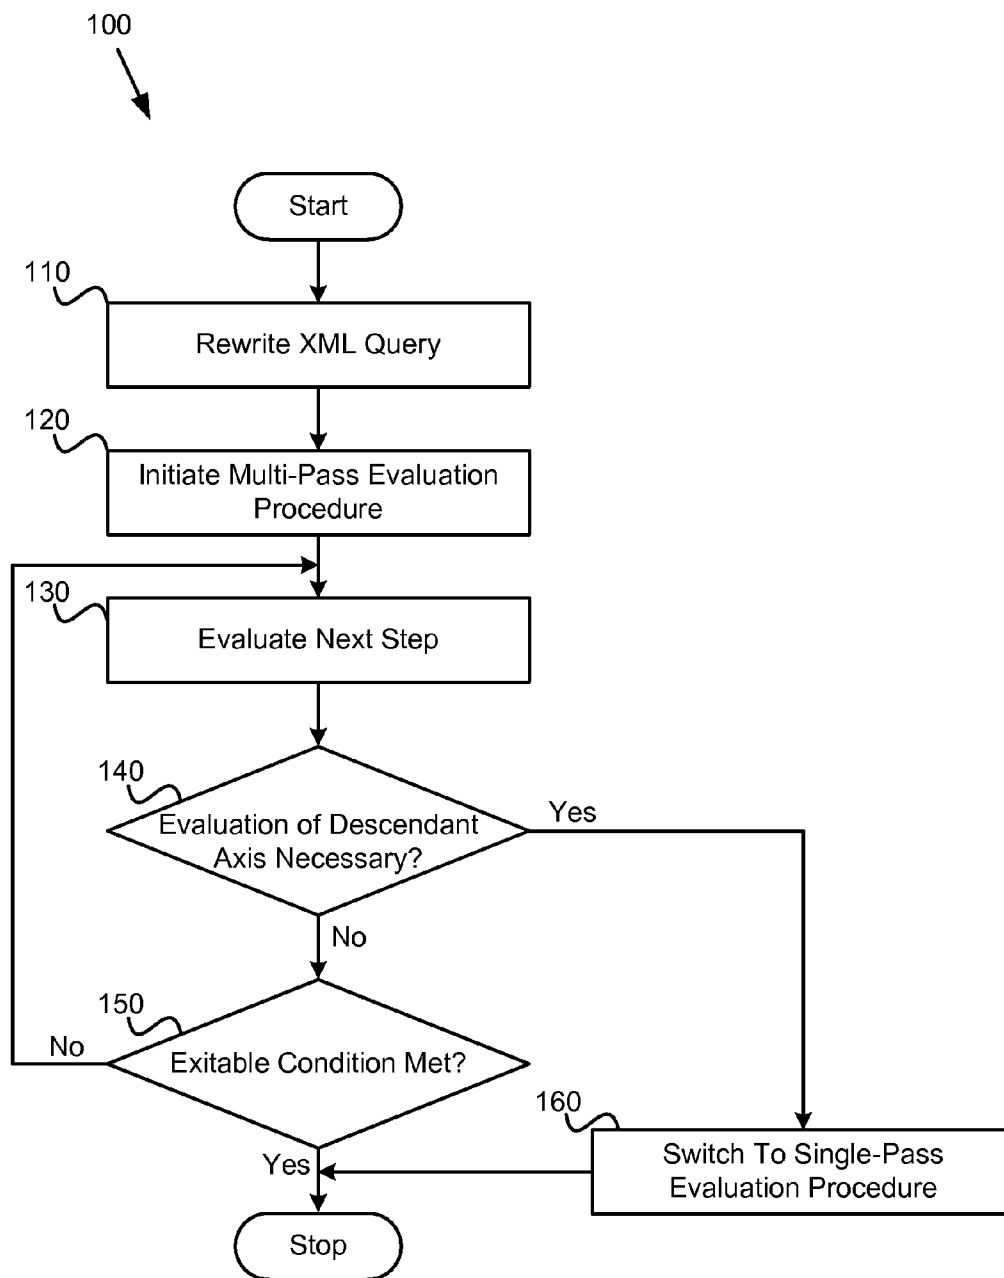 100
Start
110
Rewrite XML Query
120
Initiate Multi-Pass Evaluation
Procedure
130
Evaluate Next Step
140
Evaluation of Descendant
Axis Necessary?
Yes
No
150
Exitable Condition Met?
No
160
Switch To Single-Pass
Evaluation Procedure
Yes
Stop